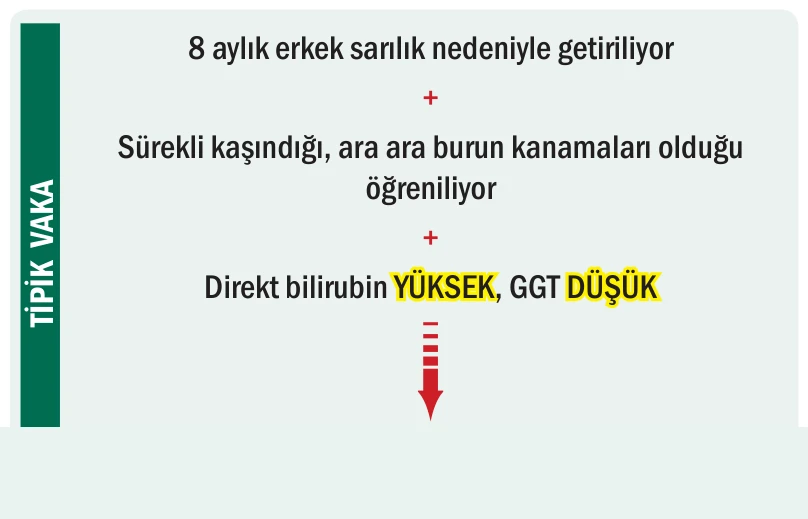 TİPİK VAKA
8 aylık erkek sarılık nedeniyle getiriliyor
+
Sürekli kaşındığı, ara ara burun kanamaları olduğu
öğreniliyor
+
Direkt bilirubin YÜKSEK, GGT DÜŞÜK